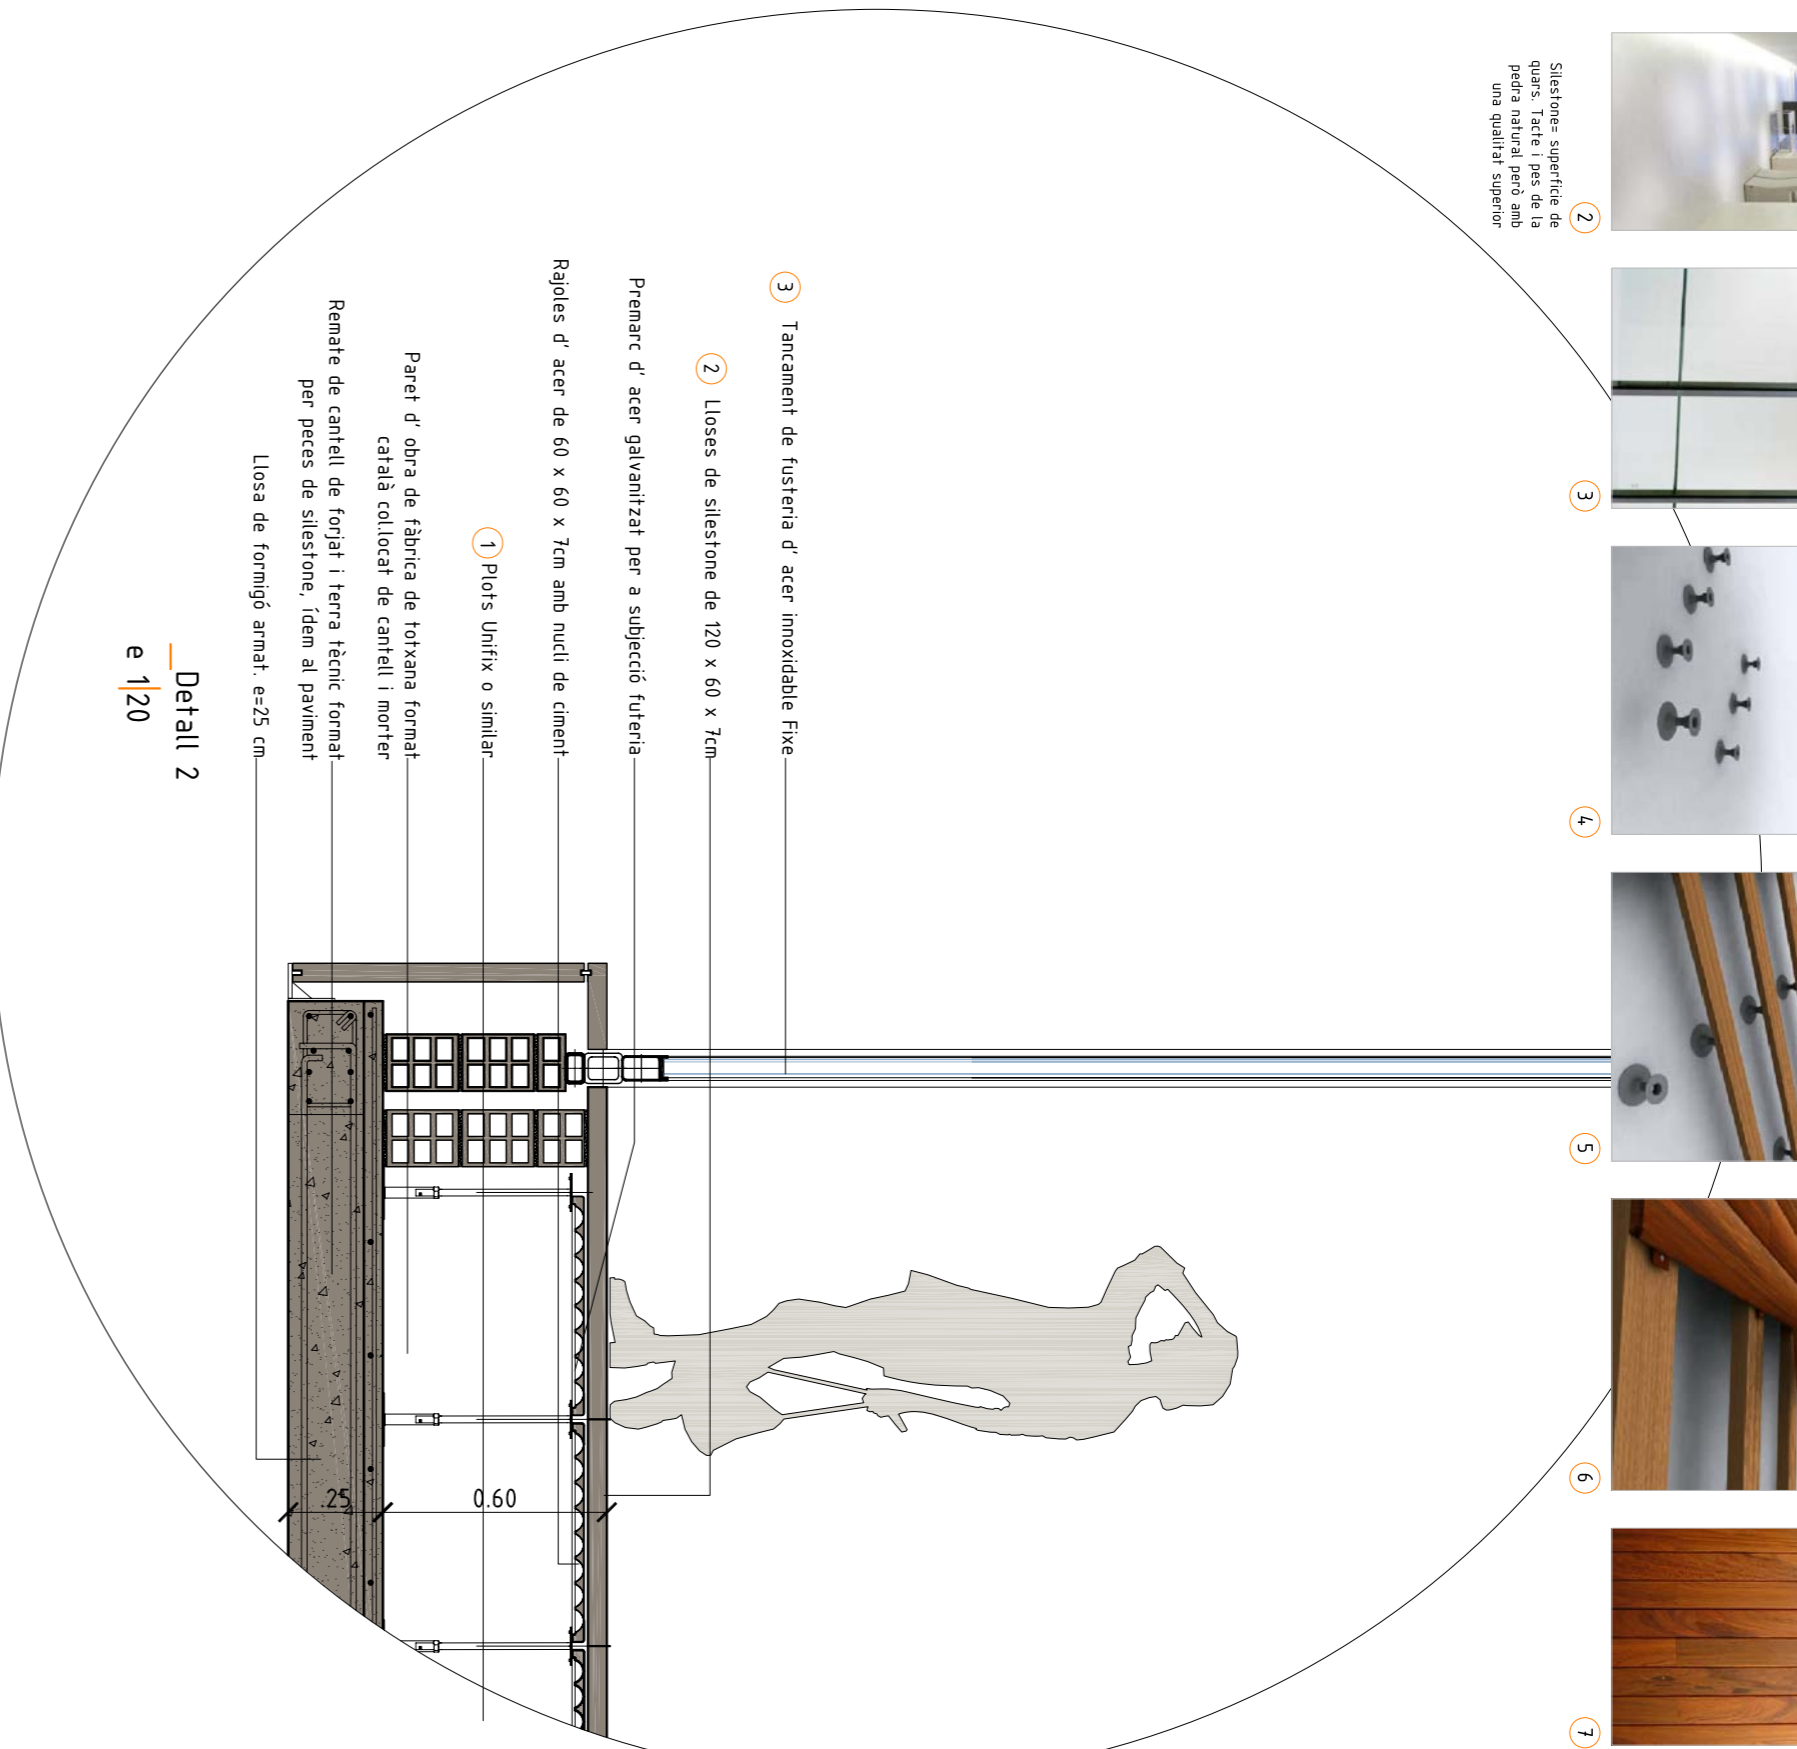 Silestone= superfície de
quars. Tacte i pes de la
pedra natural però amb
una qualitat superior
2
3
4
5
6
7
3 Tancament de fusteria d' acer innoxidable Fixe
2 Lloses de silestone de 120 x 60 x 7cm
Premarc d' acer galvanitzat per a subjecció futeria
Rajoles d' acer de 60 x 60 x 7cm amb nucli de ciment
1 Plots Unifix o similar
Paret d' obra de fàbrica de totxana format
català col.locat de cantell i morter
Remate de cantell de forjat i terra tècnic format
per peces de silestone, ídem al paviment
Llosa de formigó armat. e=25 cm
_Detall 2
e 1|20
.25
0.60